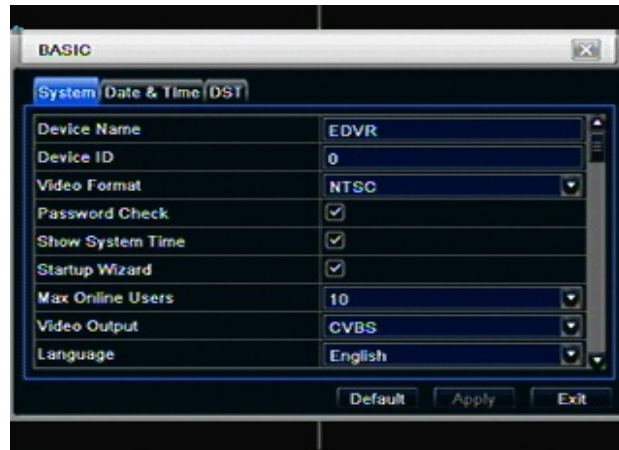 BASIC
System Date & Time DST
Device Name EDVR
Device ID 0
Video Format NTSC
Password Check
Show System Time
Startup Wizard
Max Online Users 10
Video Output CVBS
Language English
Default Apply Exit